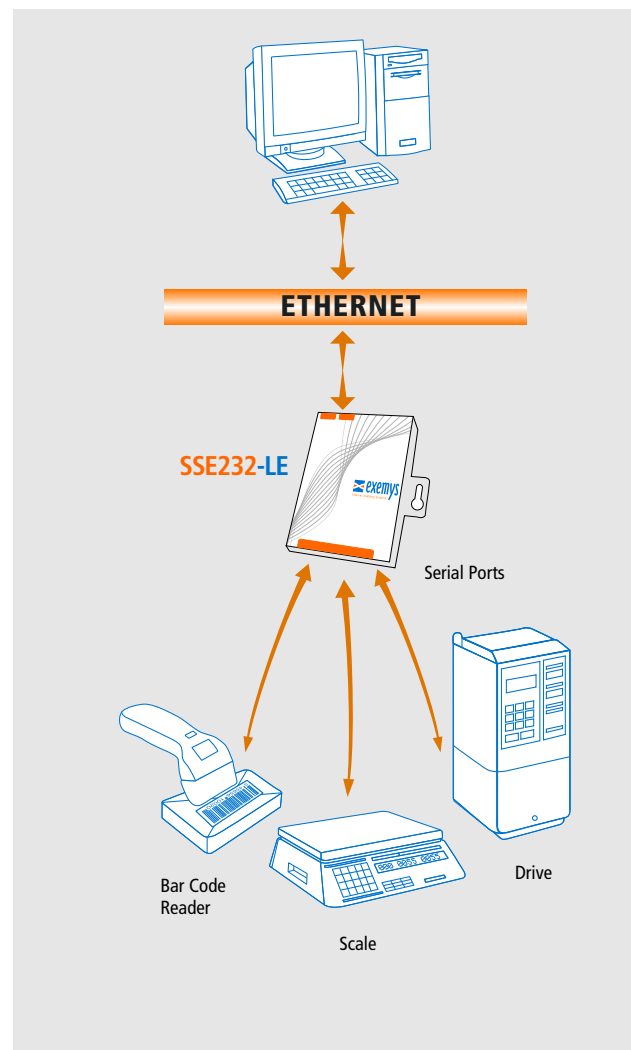 ETHERNET
SSE232-LE
exemys
Serial Ports
Bar Code
Reader
Scale
Drive